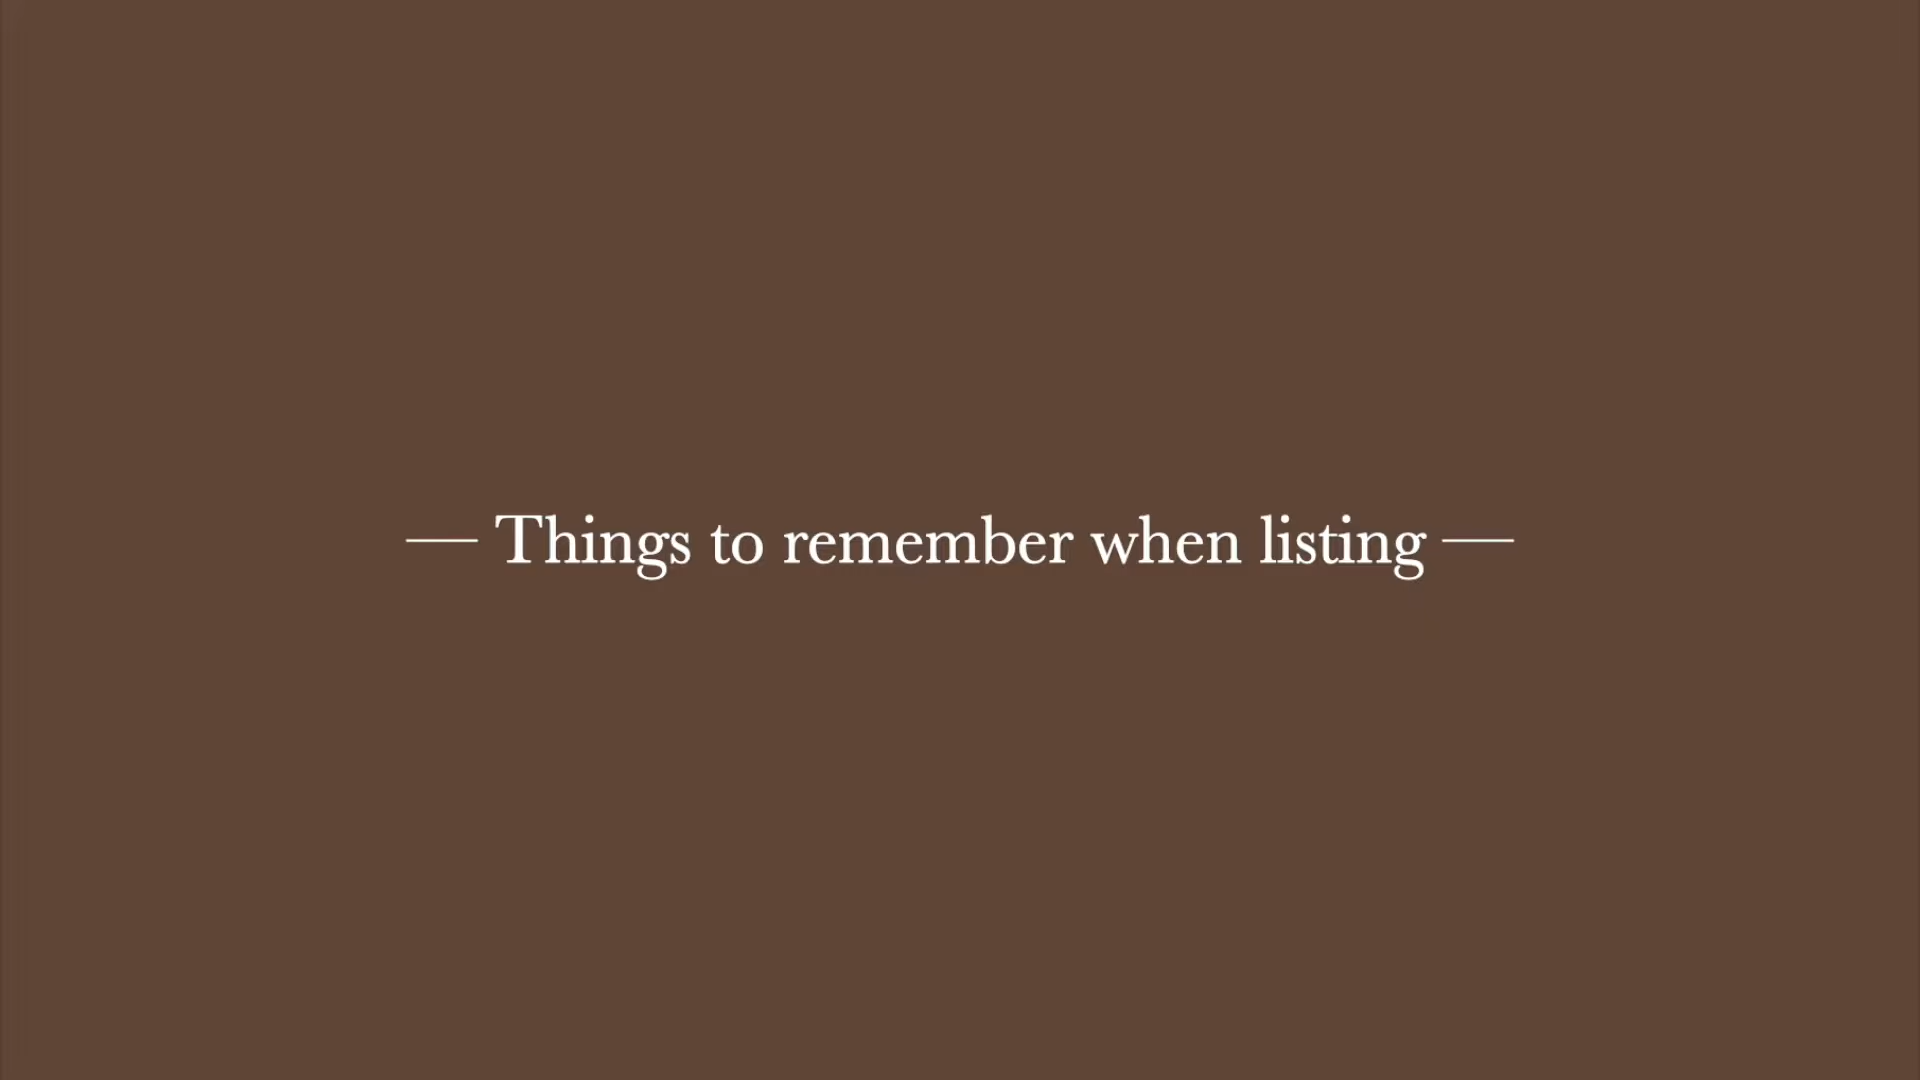 — Things to remember when listing —